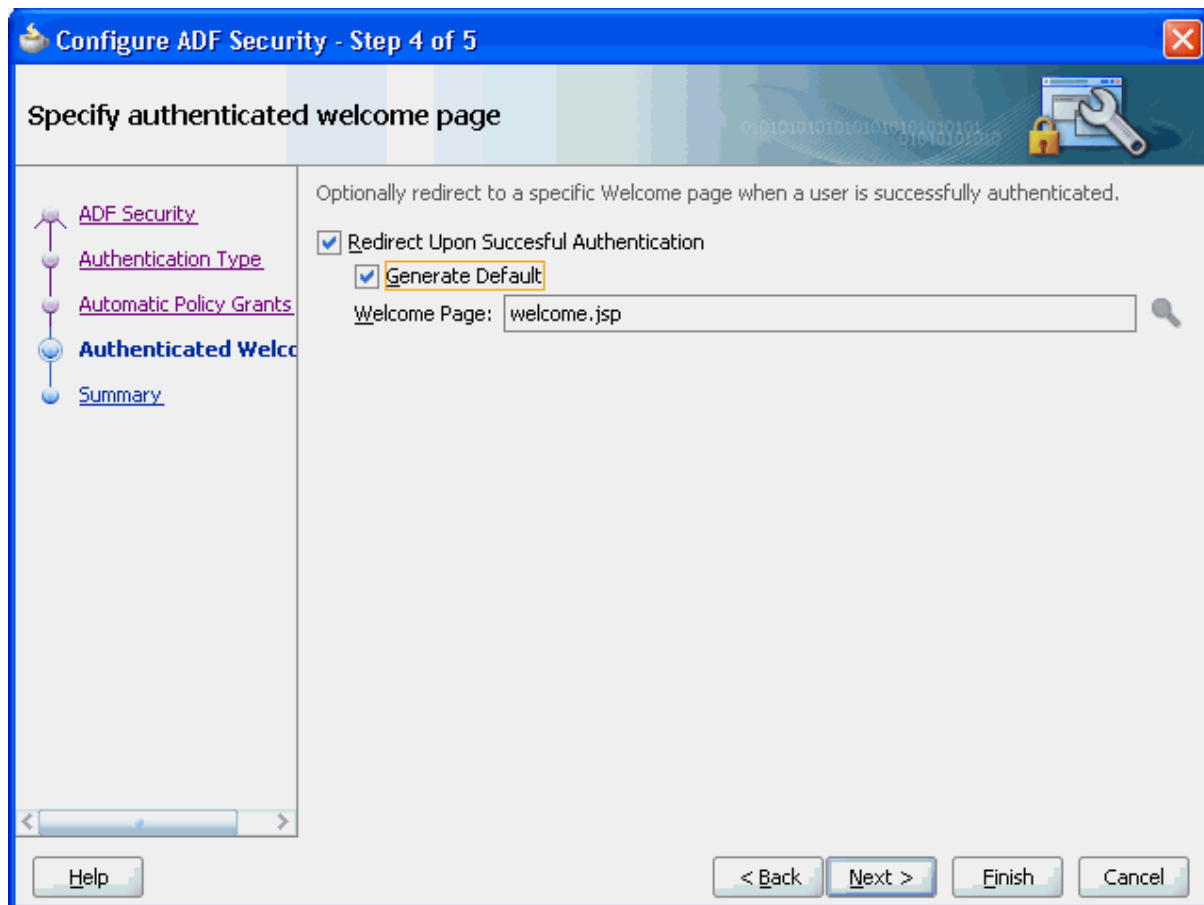 Configure ADF Security - Step 4 of 5
Specify authenticated welcome page
ADF Security
Authentication Type
Automatic Policy Grants
Authenticated Welco
Summary
Optionally redirect to a specific Welcome page when a user is successfully authenticated.
Redirect Upon Succesful Authentication
Generate Default
Welcome Page: welcome.jsp
Help
< Back Next > Finish Cancel